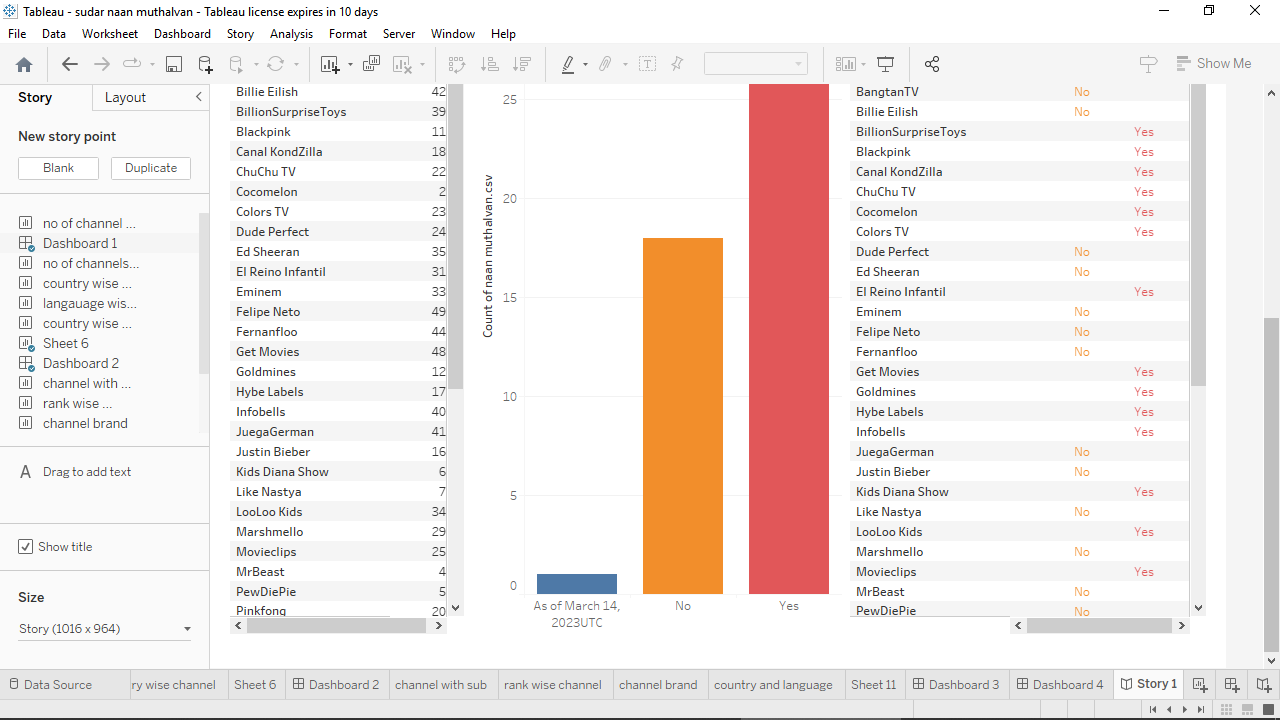 Tableau - sudar naan muthalvan - Tableau license expires in 10 days
File Data Worksheet Dashboard Story Analysis Format Server Window Help
Show Me
Story Layout
New story point
Blank Duplicate
no of channel ...
Dashboard 1
no of channels...
country wise ...
langauage wis...
country wise ...
Sheet 6
Dashboard 2
channel with ...
rank wise ...
channel brand
A Drag to add text
Show title
Size
Story (1016 x 964)
Billie Eilish 42
BillionSurpriseToys 39
Blackpink 11
Canal KondZilla 18
ChuChu TV 22
Cocomelon 2
Colors TV 23
Dude Perfect 24
Ed Sheeran 35
El Reino Infantil 31
Eminem 33
Felipe Neto 49
Fernanfloo 44
Get Movies 48
Goldmines 12
Hybe Labels 17
Infobells 40
JuegaGerman 41
Justin Bieber 16
Kids Diana Show 6
Like Nastya 7
LooLoo Kids 34
Marshmello 29
Movieclips 25
MrBeast 4
PewDiePie 5
Pinkfong 20
Count of naan muthalvan.csv
25
20
15
10
5
0
As of March 14,
2023UTC
No
Yes
BangtanTV No
Billie Eilish No
BillionSurpriseToys Yes
Blackpink Yes
Canal KondZilla Yes
ChuChu TV Yes
Cocomelon Yes
Colors TV Yes
Dude Perfect No
Ed Sheeran No
El Reino Infantil Yes
Eminem No
Felipe Neto No
Fernanfloo No
Get Movies Yes
Goldmines Yes
Hybe Labels Yes
Infobells Yes
JuegaGerman No
Justin Bieber No
Kids Diana Show Yes
Like Nastya No
LooLoo Kids Yes
Marshmello No
Movieclips Yes
MrBeast No
PewDiePie No
Data Source ry wise channel Sheet 6 Dashboard 2 channel with sub rank wise channel channel brand country and language Sheet 11 Dashboard 3 Dashboard 4 Story 1